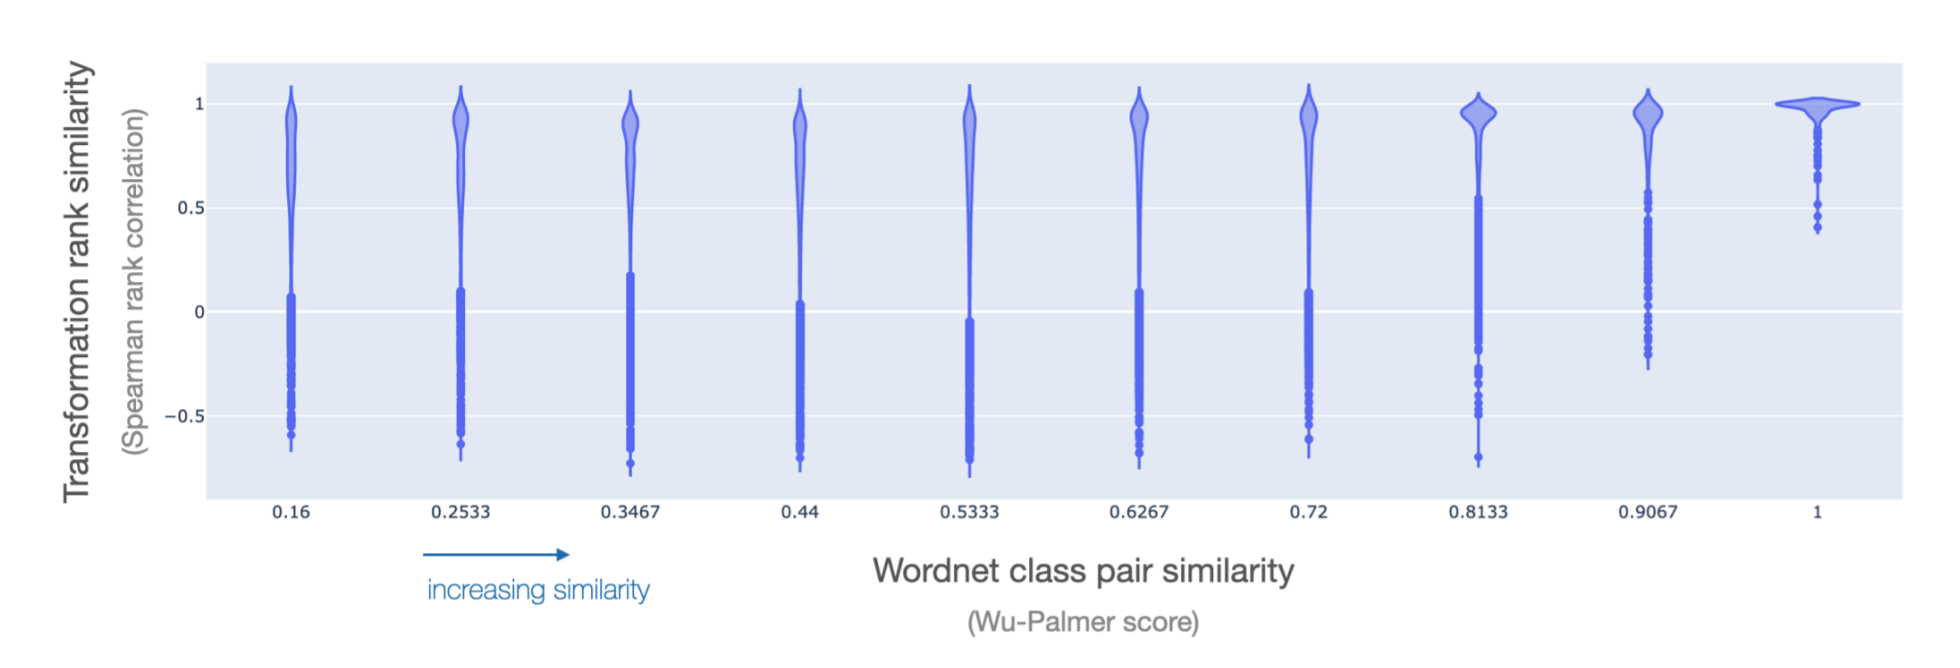 Transformation rank similarity
(Spearman rank correlation)
1
0.5
0
−0.5
0.16 0.2533 0.3467 0.44 0.5333 0.6267 0.72 0.8133 0.9067 1
increasing similarity
Wordnet class pair similarity
(Wu-Palmer score)